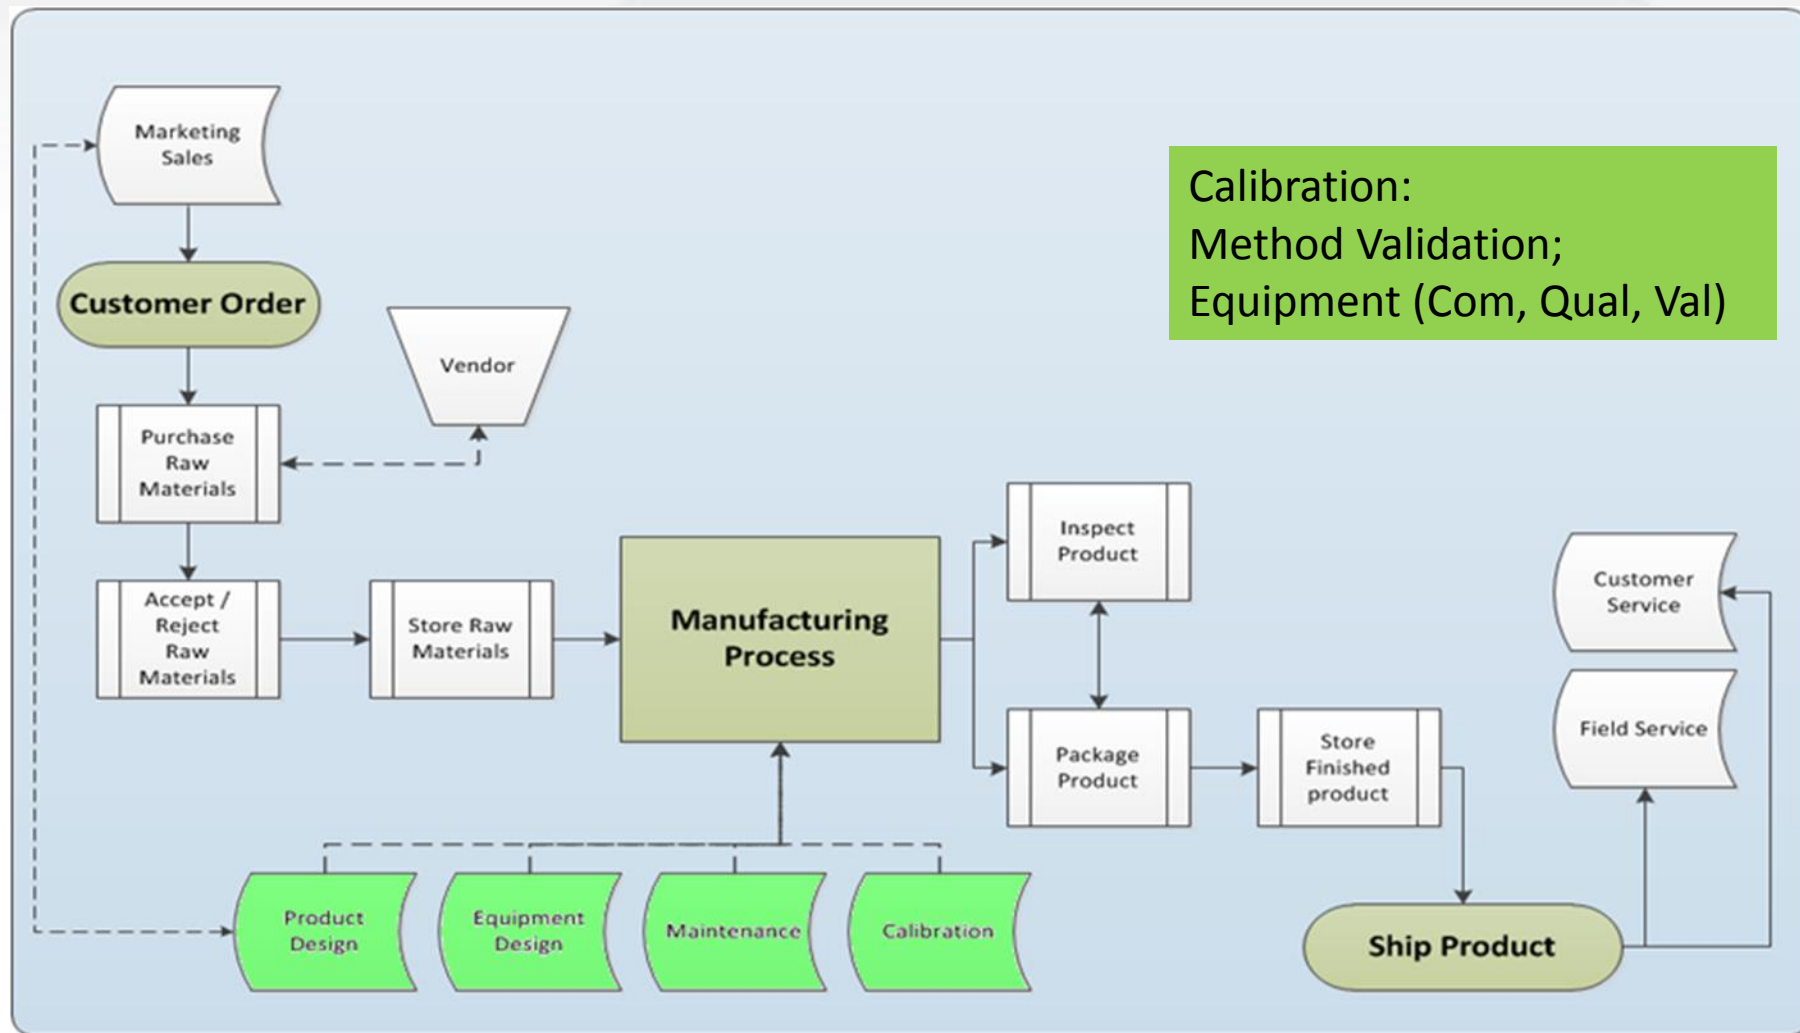 Marketing
Sales
Calibration:
Method Validation;
Equipment (Com, Qual, Val)
Customer Order
Vendor
Purchase
Raw
Materials
Accept /
Reject
Raw
Materials
Store Raw
Materials
Manufacturing
Process
Inspect
Product
Package
Product
Store
Finished
product
Customer
Service
Field Service
Product
Design
Equipment
Design
Maintenance
Calibration
Ship Product